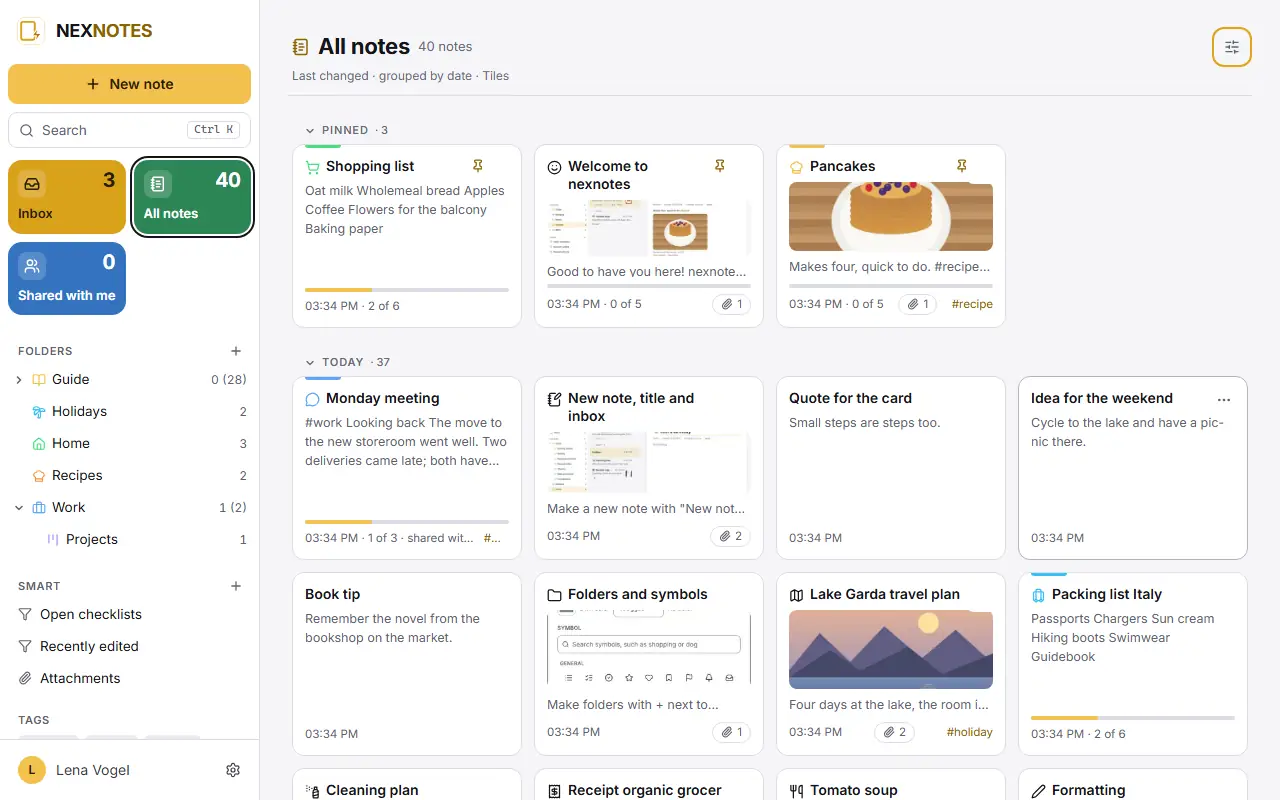 NEXNOTES
New note
Search
Ctrl K
3
Inbox
40
All notes
0
Shared with me
FOLDERS
Guide 0 (28)
Holidays 2
Home 3
Recipes 2
Work 1 (2)
Projects 1
SMART
Open checklists
Recently edited
Attachments
TAGS
L
Lena Vogel
All notes 40 notes
Last changed · grouped by date · Tiles
PINNED · 3
Shopping list
Oat milk Wholemeal bread Apples
Coffee Flowers for the balcony
Baking paper
03:34 PM · 2 of 6
Welcome to
nexnotes
Good to have you here! nexnote...
03:34 PM · 0 of 5
1
Pancakes
Makes four, quick to do. #recipe...
03:34 PM · 0 of 5
1
#recipe
TODAY · 37
Monday meeting
#work Looking back The move to
the new storeroom went well. Two
deliveries came late; both have...
03:34 PM · 1 of 3 · shared wit... #...
New note, title and
inbox
Make a new note with "New not...
03:34 PM
2
Quote for the card
Small steps are steps too.
03:34 PM
Idea for the weekend
Cycle to the lake and have a pic-
nic there.
03:34 PM
Book tip
Remember the novel from the
bookshop on the market.
03:34 PM
Folders and symbols
SYMBOL
Search symbols, such as shopping or dog
GENERAL
Make folders with + next to...
03:34 PM
1
Lake Garda travel plan
Four days at the lake, the room i...
03:34 PM
2
#holiday
Packing list Italy
Passports Chargers Sun cream
Hiking boots Swimwear
Guidebook
03:34 PM · 2 of 6
Cleaning plan
Receipt organic grocer
Tomato soup
Formatting